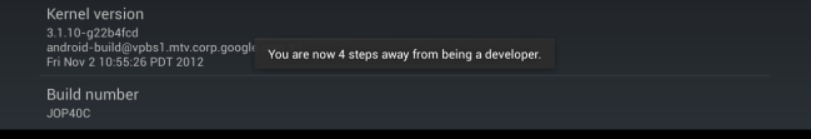 Kernel version
3.1.10-g22b4fcd
android-build@vpbs1.mtv.corp.google
Fri Nov 2 10:55:26 PDT 2012
You are now 4 steps away from being a developer.
Build number
JOP40C